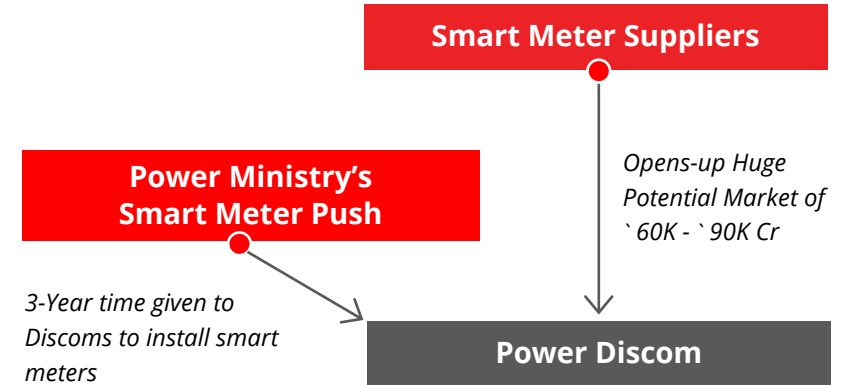 Smart Meter Suppliers
Power Ministry’s
Smart Meter Push
Opens-up Huge
Potential Market of
` 60K - ` 90K Cr
3-Year time given to
Discoms to install smart
meters
Power Discom